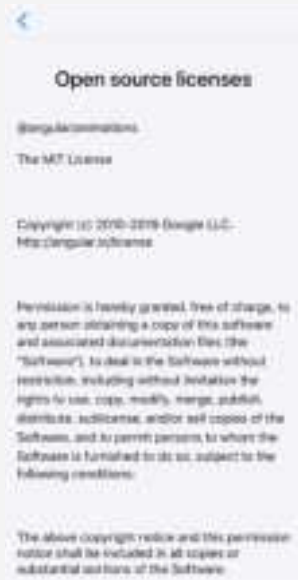 Open source licenses
@angular/animations
The MIT License
Copyright (c) 2010-2019 Google LLC.
http://angular.io/license
Permission is hereby granted, free of charge, to
any person obtaining a copy of this software
and associated documentation files (the
"Software"), to deal in the Software without
restriction, including without limitation the
rights to use, copy, modify, merge, publish,
distribute, sublicense, and/or sell copies of the
Software, and to permit persons to whom the
Software is furnished to do so, subject to the
following conditions:
The above copyright notice and this permission
notice shall be included in all copies or
substantial portions of the Software.